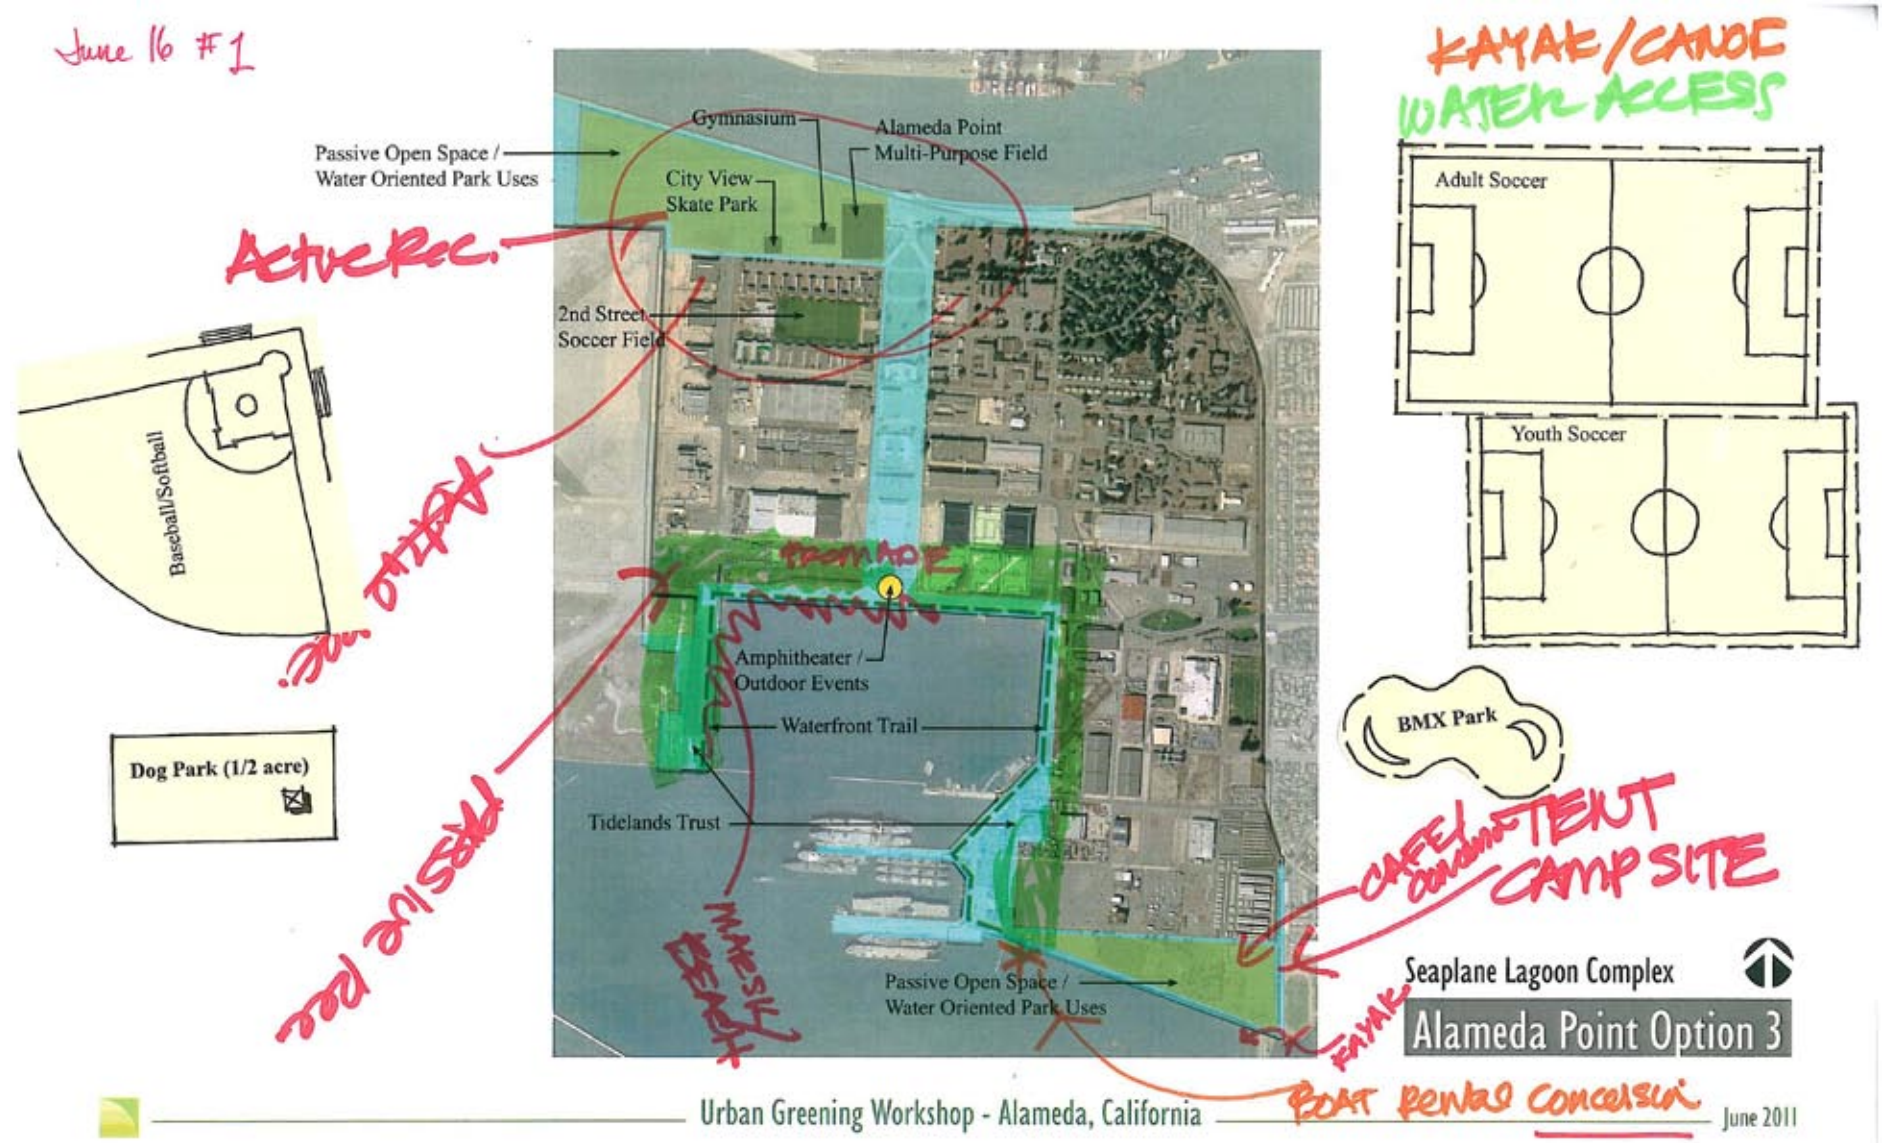 June 16 #1
KAYAK/CANOE
WATER ACCESS
Gymnasium
Alameda Point
Multi-Purpose Field
Passive Open Space /
Water Oriented Park Uses
City View
Skate Park
Adult Soccer
Active Rec.
2nd Street
Soccer Field
Youth Soccer
Baseball/Softball
PROMADE
Amphitheater /
Outdoor Events
Waterfront Trail
BMX Park
Dog Park (1/2 acre)
Tidelands Trust
PASSIVE REC
CAFE/
TENT
CAMPSITE
MARSH/
BEACH
Passive Open Space /
Water Oriented Park Uses
Seaplane Lagoon Complex
Alameda Point Option 3
KAYAK
BOAT Rental Concession
Urban Greening Workshop - Alameda, California
June 2011